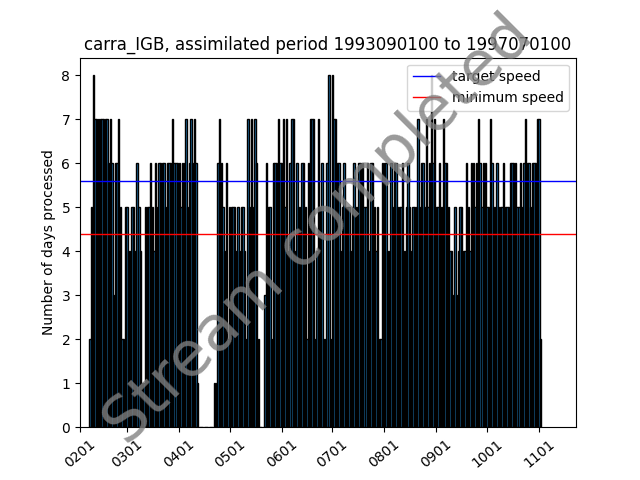 carra_IGB, assimilated period 1993090100 to 1997070100
target speed
minimum speed
Number of days processed
8
7
6
5
4
3
2
1
0
0201 0301 0401 0501 0601 0701 0801 0901 1001 1101
Stream completed